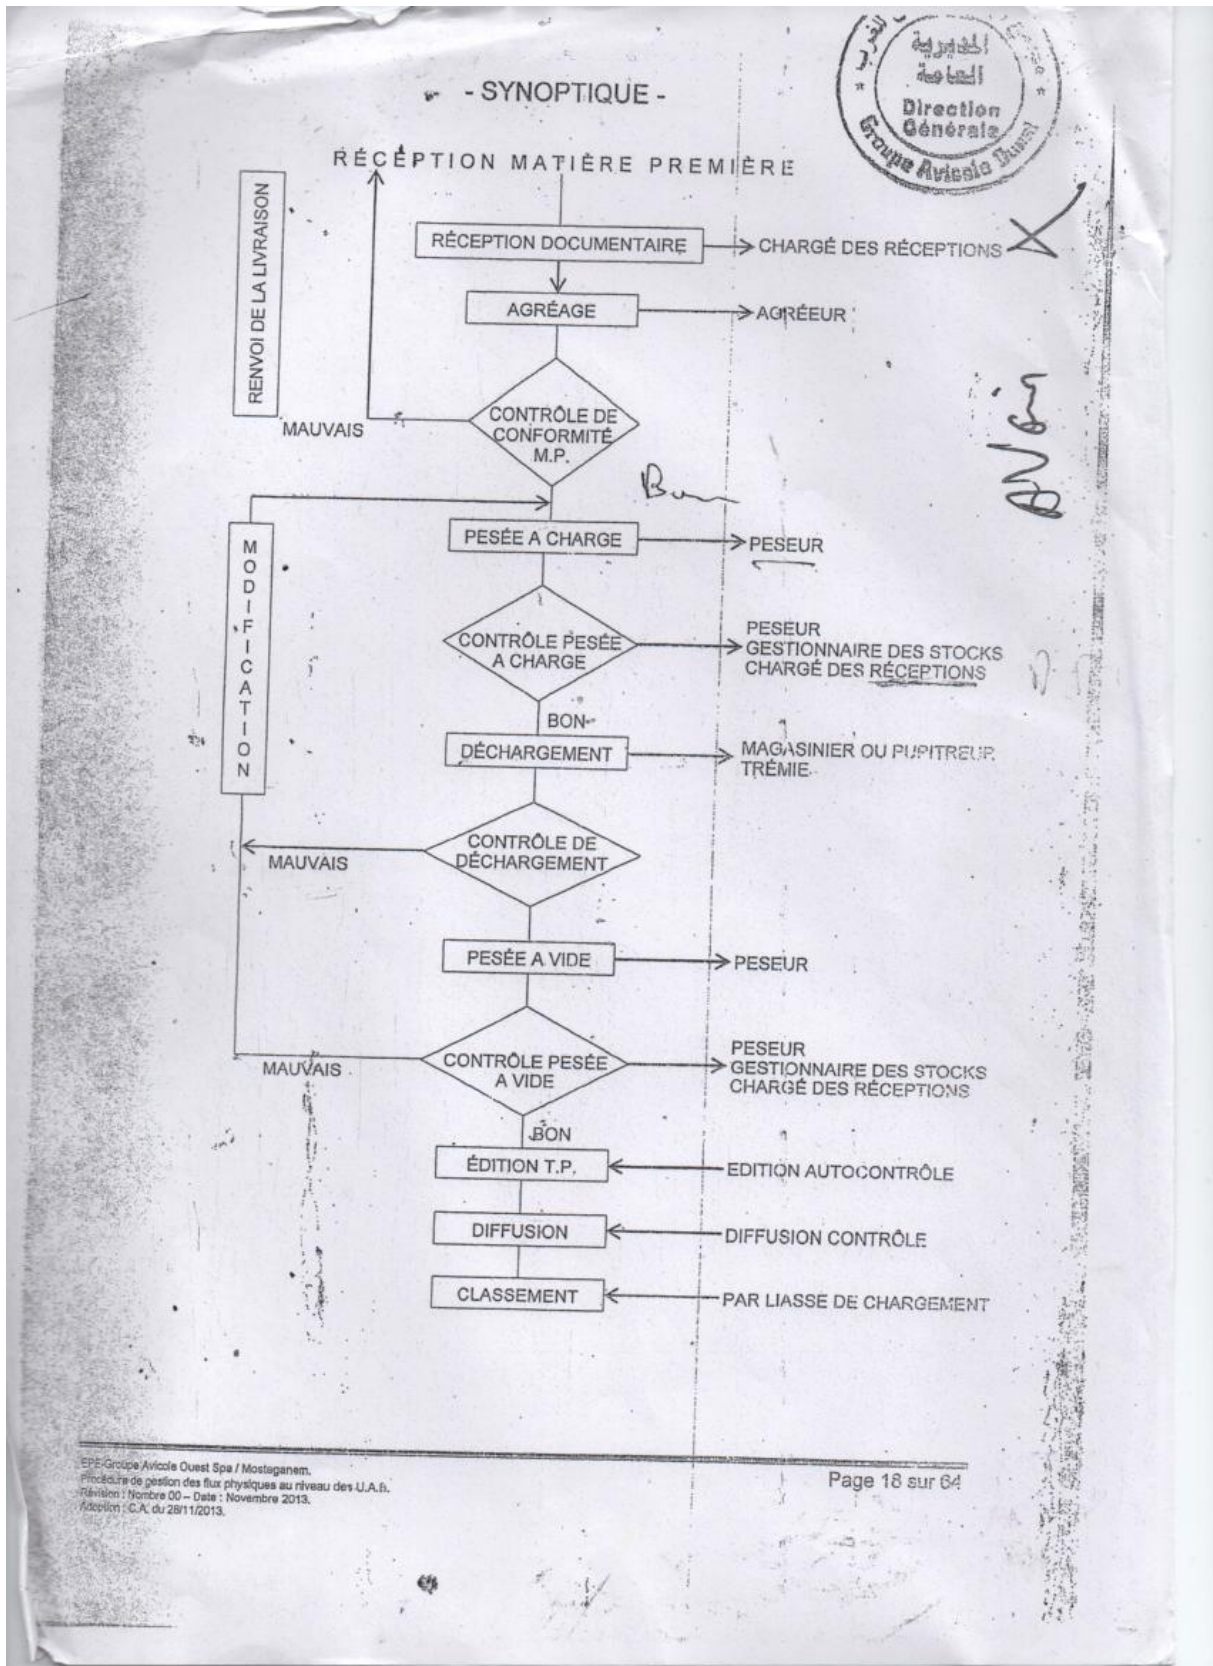 المديرية
العامة
Direction
Générale
Groupe Avicole Ouest
- SYNOPTIQUE -
RÉCÉPTION MATIÈRE PREMIÈRE
RENVOI DE LA LIVRAISON
RÉCEPTION DOCUMENTAIRE
CHARGÉ DES RÉCEPTIONS
AGRÉAGE
AGRÉEUR
CONTRÔLE DE
CONFORMITÉ
M.P.
MAUVAIS
Bon
MODIFICATION
PESÉE A CHARGE
PESEUR
CONTRÔLE PESÉE
A CHARGE
PESEUR
GESTIONNAIRE DES STOCKS
CHARGÉ DES RÉCEPTIONS
BON
DÉCHARGEMENT
MAGASINIER OU PUPITREUR
TRÉMIE
CONTRÔLE DE
DÉCHARGEMENT
MAUVAIS
PESÉE A VIDE
PESEUR
CONTRÔLE PESÉE
A VIDE
MAUVAIS
PESEUR
GESTIONNAIRE DES STOCKS
CHARGÉ DES RÉCEPTIONS
BON
ÉDITION T.P.
EDITION AUTOCONTRÔLE
DIFFUSION
DIFFUSION CONTRÔLE
CLASSEMENT
PAR LIASSE DE CHARGEMENT
EPE-Groupe Avicole Ouest Spa / Mostaganem.
Procédure de gestion des flux physiques au niveau des U.A.B.
Révision : Nombre 00 – Date : Novembre 2013.
Adoption : C.A. du 28/11/2013.
Page 18 sur 64